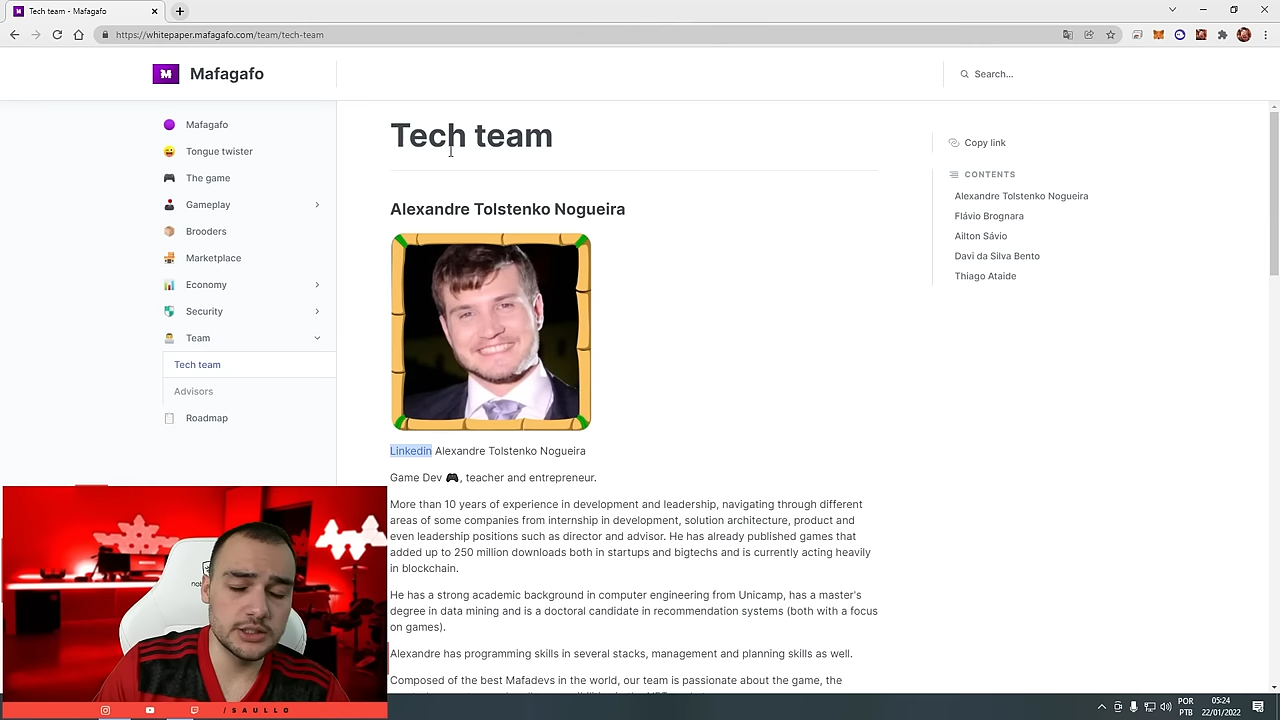 Tech team - Mafagafo
https://whitepaper.mafagafo.com/team/tech-team
Mafagafo
Search...
Mafagafo
Tongue twister
The game
Gameplay
Brooders
Marketplace
Economy
Security
Team
Tech team
Advisors
Roadmap
Tech team
Alexandre Tolstenko Nogueira
Linkedin Alexandre Tolstenko Nogueira
Game Dev 🎮, teacher and entrepreneur.
More than 10 years of experience in development and leadership, navigating through different
areas of some companies from internship in development, solution architecture, product and
even leadership positions such as director and advisor. He has already published games that
added up to 250 million downloads both in startups and bigtechs and is currently acting heavily
in blockchain.
He has a strong academic background in computer engineering from Unicamp, has a master's
degree in data mining and is a doctoral candidate in recommendation systems (both with a focus
on games).
Alexandre has programming skills in several stacks, management and planning skills as well.
Composed of the best Mafadevs in the world, our team is passionate about the game, the
Copy link
CONTENTS
Alexandre Tolstenko Nogueira
Flávio Brognara
Ailton Sávio
Davi da Silva Bento
Thiago Ataide
/SAULLO
POR
PTB
05:24
22/01/2022